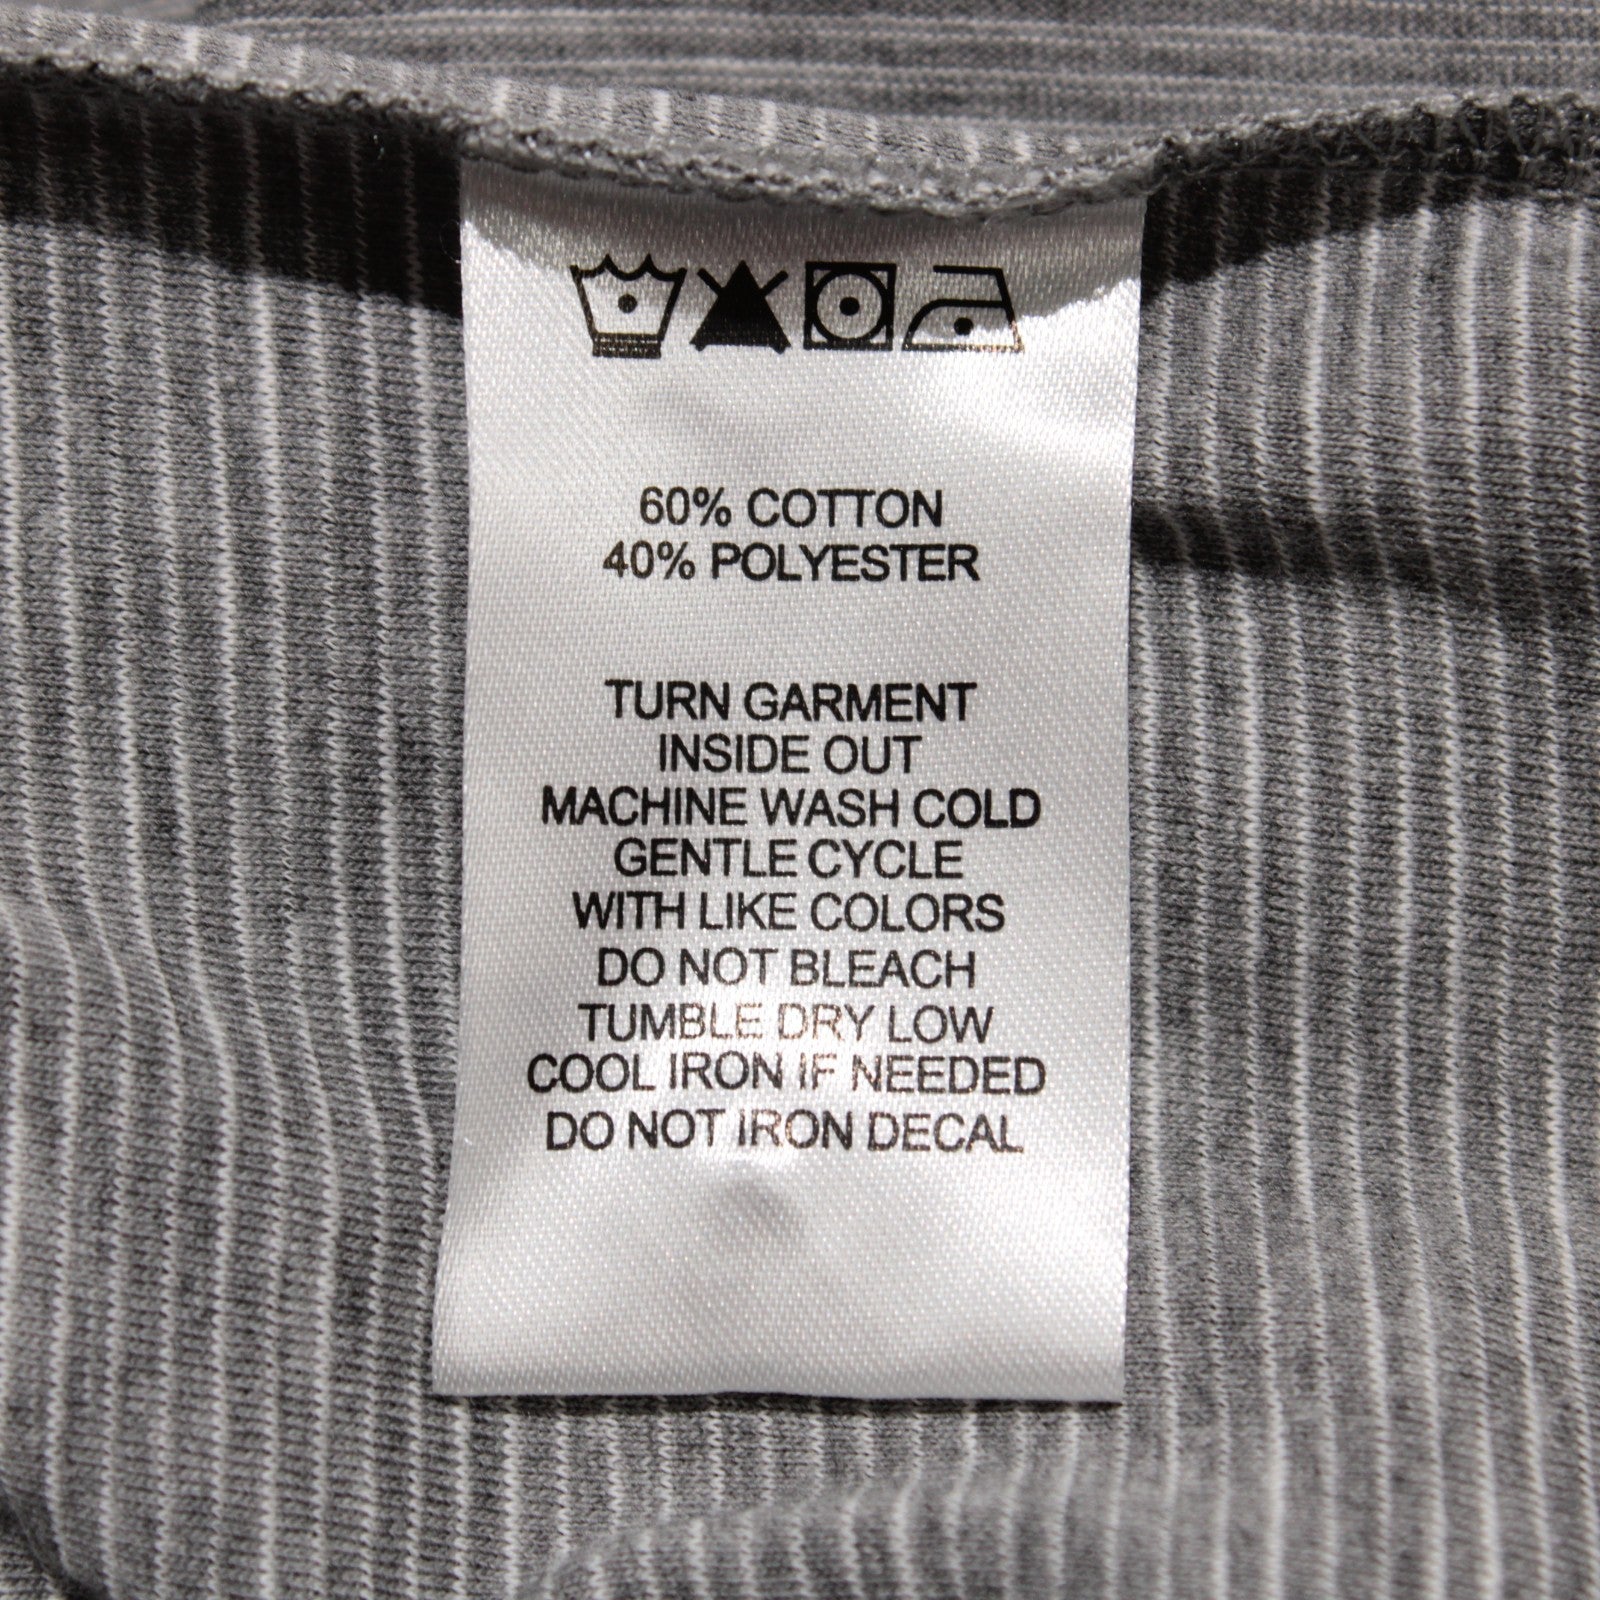 60% COTTON
40% POLYESTER
TURN GARMENT
INSIDE OUT
MACHINE WASH COLD
GENTLE CYCLE
WITH LIKE COLORS
DO NOT BLEACH
TUMBLE DRY LOW
COOL IRON IF NEEDED
DO NOT IRON DECAL